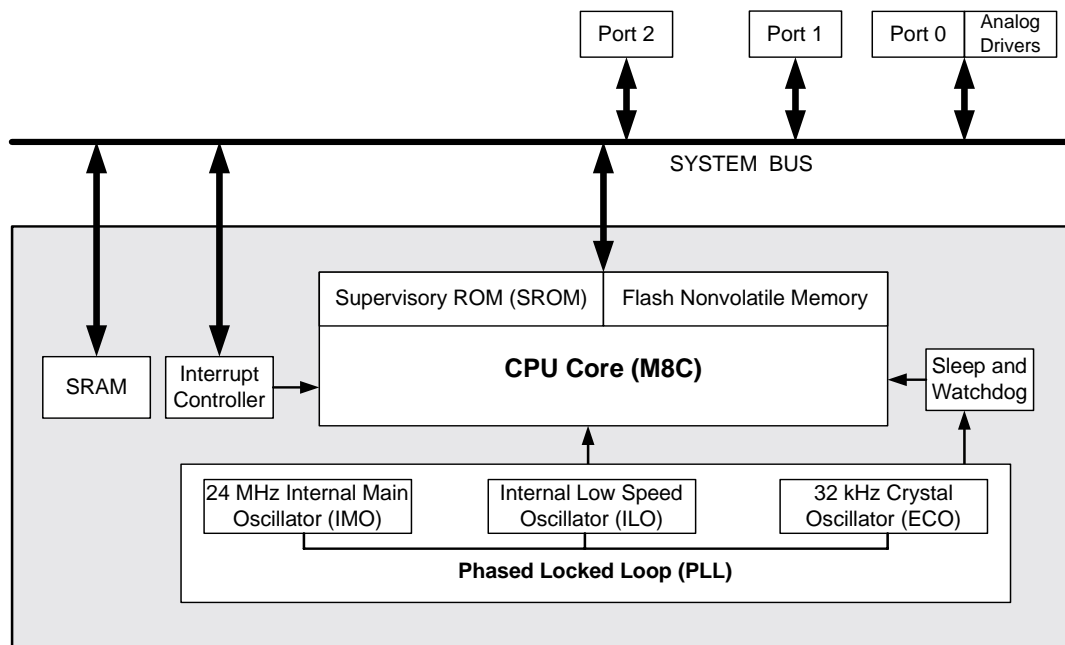 Port 2
Port 1
Port 0
Analog
Drivers
SYSTEM BUS
Supervisory ROM (SROM)
Flash Nonvolatile Memory
SRAM
Interrupt
Controller
CPU Core (M8C)
Sleep and
Watchdog
24 MHz Internal Main
Oscillator (IMO)
Internal Low Speed
Oscillator (ILO)
32 kHz Crystal
Oscillator (ECO)
Phased Locked Loop (PLL)